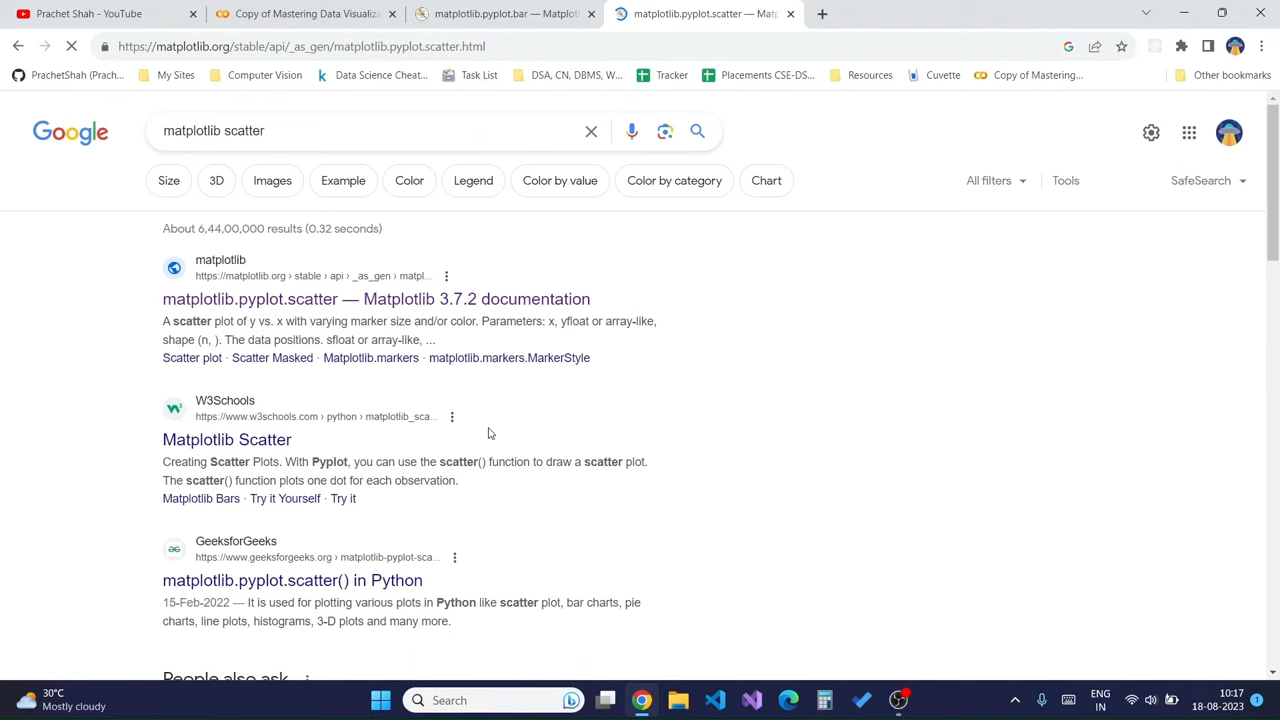 Prachet Shah - YouTube
Copy of Mastering Data Visualiza
matplotlib.pyplot.bar — Matplotl
matplotlib.pyplot.scatter — Matp
https://matplotlib.org/stable/api/_as_gen/matplotlib.pyplot.scatter.html
PrachetShah (Prach...
My Sites
Computer Vision
Data Science Cheat...
Task List
DSA, CN, DBMS, W...
Tracker
Placements CSE-DS...
Resources
Cuvette
Copy of Mastering...
Other bookmarks
Google
matplotlib scatter
Size
3D
Images
Example
Color
Legend
Color by value
Color by category
Chart
All filters
Tools
SafeSearch
About 6,44,00,000 results (0.32 seconds)
matplotlib
https://matplotlib.org › stable › api › _as_gen › matpl...
matplotlib.pyplot.scatter — Matplotlib 3.7.2 documentation
A scatter plot of y vs. x with varying marker size and/or color. Parameters: x, yfloat or array-like,
shape (n, ). The data positions. sfloat or array-like, ...
Scatter plot · Scatter Masked · Matplotlib.markers · matplotlib.markers.MarkerStyle
W3Schools
https://www.w3schools.com › python › matplotlib_sca...
Matplotlib Scatter
Creating Scatter Plots. With Pyplot, you can use the scatter() function to draw a scatter plot.
The scatter() function plots one dot for each observation.
Matplotlib Bars · Try it Yourself · Try it
GeeksforGeeks
https://www.geeksforgeeks.org › matplotlib-pyplot-sca...
matplotlib.pyplot.scatter() in Python
15-Feb-2022 — It is used for plotting various plots in Python like scatter plot, bar charts, pie
charts, line plots, histograms, 3-D plots and many more.
People also ask
30°C
Mostly cloudy
Search
ENG
IN
10:17
18-08-2023
1